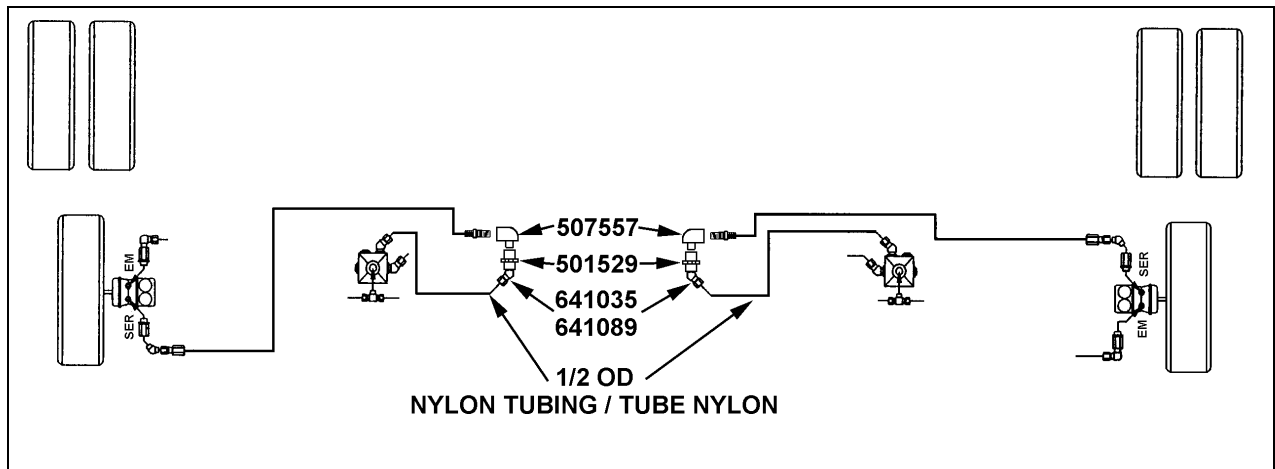 507557
501529
641035
641089
EM
SER
SER
EM
1/2 OD
NYLON TUBING / TUBE NYLON